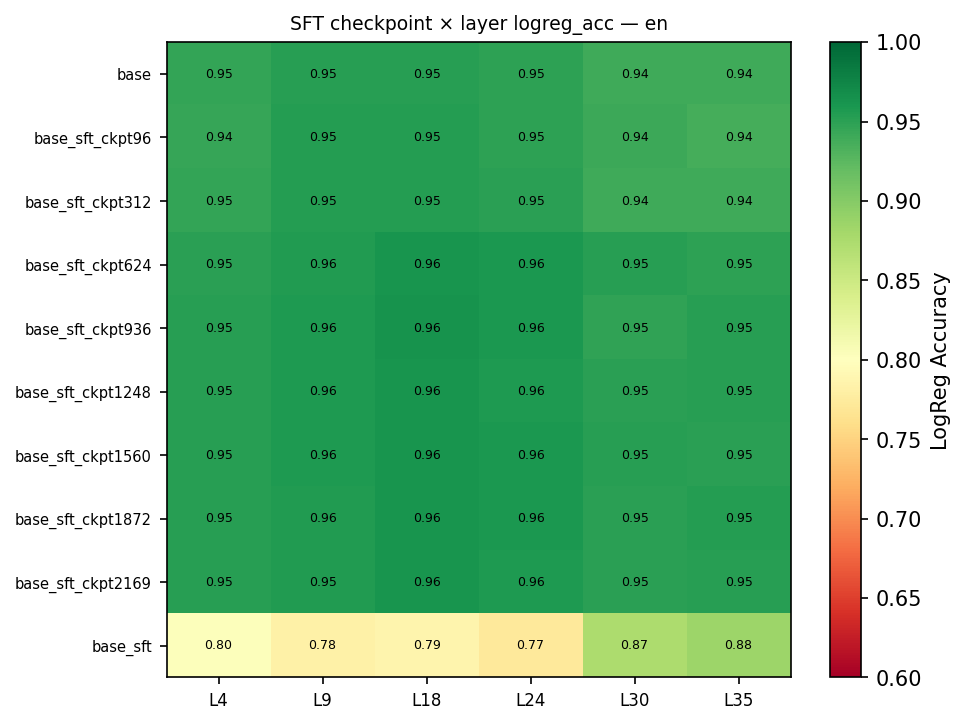 SFT checkpoint × layer logreg_acc — en
base 0.95 0.95 0.95 0.95 0.94 0.94
base_sft_ckpt96 0.94 0.95 0.95 0.95 0.94 0.94
base_sft_ckpt312 0.95 0.95 0.95 0.95 0.94 0.94
base_sft_ckpt624 0.95 0.96 0.96 0.96 0.95 0.95
base_sft_ckpt936 0.95 0.96 0.96 0.96 0.95 0.95
base_sft_ckpt1248 0.95 0.96 0.96 0.96 0.95 0.95
base_sft_ckpt1560 0.95 0.96 0.96 0.96 0.95 0.95
base_sft_ckpt1872 0.95 0.96 0.96 0.96 0.95 0.95
base_sft_ckpt2169 0.95 0.95 0.96 0.96 0.95 0.95
base_sft 0.80 0.78 0.79 0.77 0.87 0.88
L4 L9 L18 L24 L30 L35
1.00
0.95
0.90
0.85
0.80
0.75
0.70
0.65
0.60
LogReg Accuracy